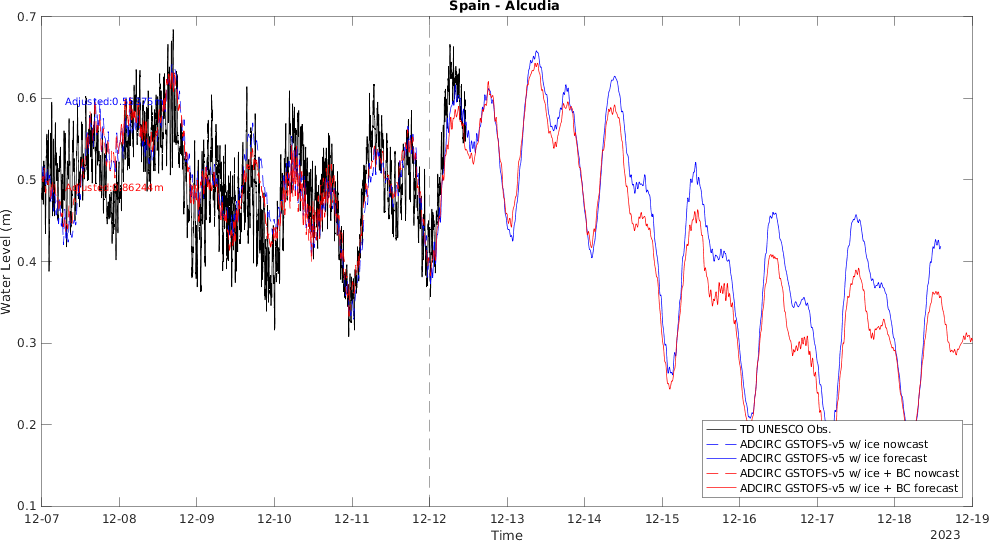 Spain - Alcudia
0.7
0.6
0.5
0.4
0.3
0.2
0.1
Water Level (m)
TD UNESCO Obs.
ADCIRC GSTOFS-v5 w/ ice nowcast
ADCIRC GSTOFS-v5 w/ ice forecast
ADCIRC GSTOFS-v5 w/ ice + BC nowcast
ADCIRC GSTOFS-v5 w/ ice + BC forecast
12-07 12-08 12-09 12-10 12-11 12-12 12-13 12-14 12-15 12-16 12-17 12-18 12-19
Time
2023